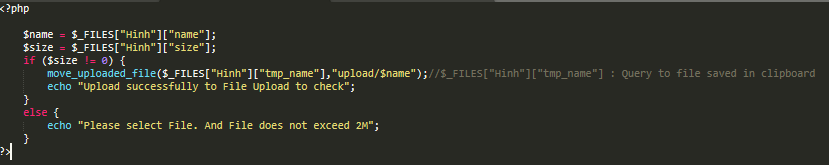 <?php
$name = $_FILES["Hinh"]["name"];
$size = $_FILES["Hinh"]["size"];
if ($size != 0) {
move_uploaded_file($_FILES["Hinh"]["tmp_name"],"upload/$name");//$_FILES["Hinh"]["tmp_name"] : Query to file saved in clipboard
echo "Upload successfully to File Upload to check";
}
else {
echo "Please select File. And File does not exceed 2M";
}
?>